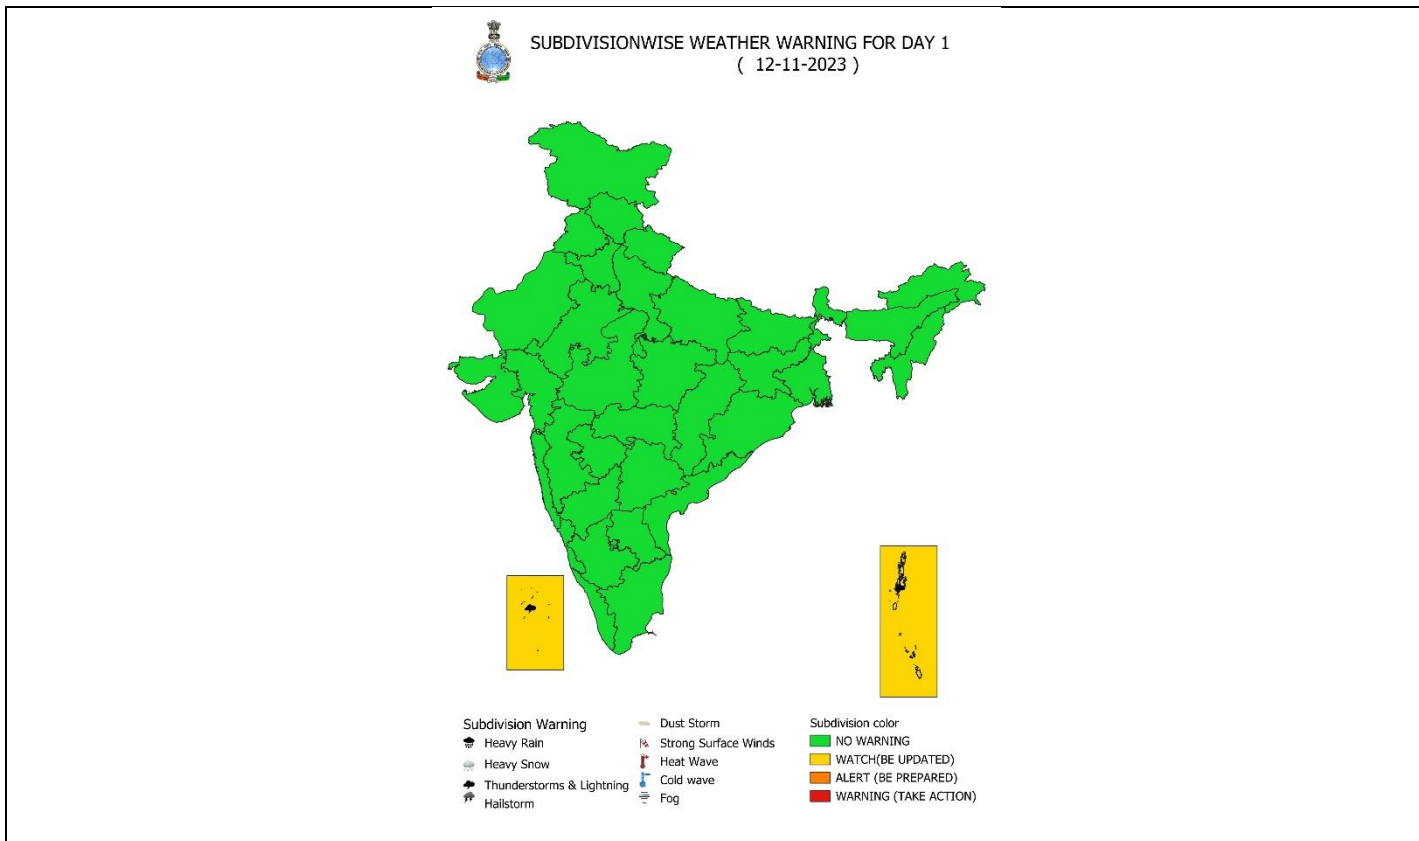 SUBDIVISIONWISE WEATHER WARNING FOR DAY 1
( 12-11-2023 )
Subdivision Warning
Heavy Rain
Heavy Snow
Thunderstorms & Lightning
Hailstorm
Dust Storm
Strong Surface Winds
Heat Wave
Cold wave
Fog
Subdivision color
NO WARNING
WATCH(BE UPDATED)
ALERT (BE PREPARED)
WARNING (TAKE ACTION)